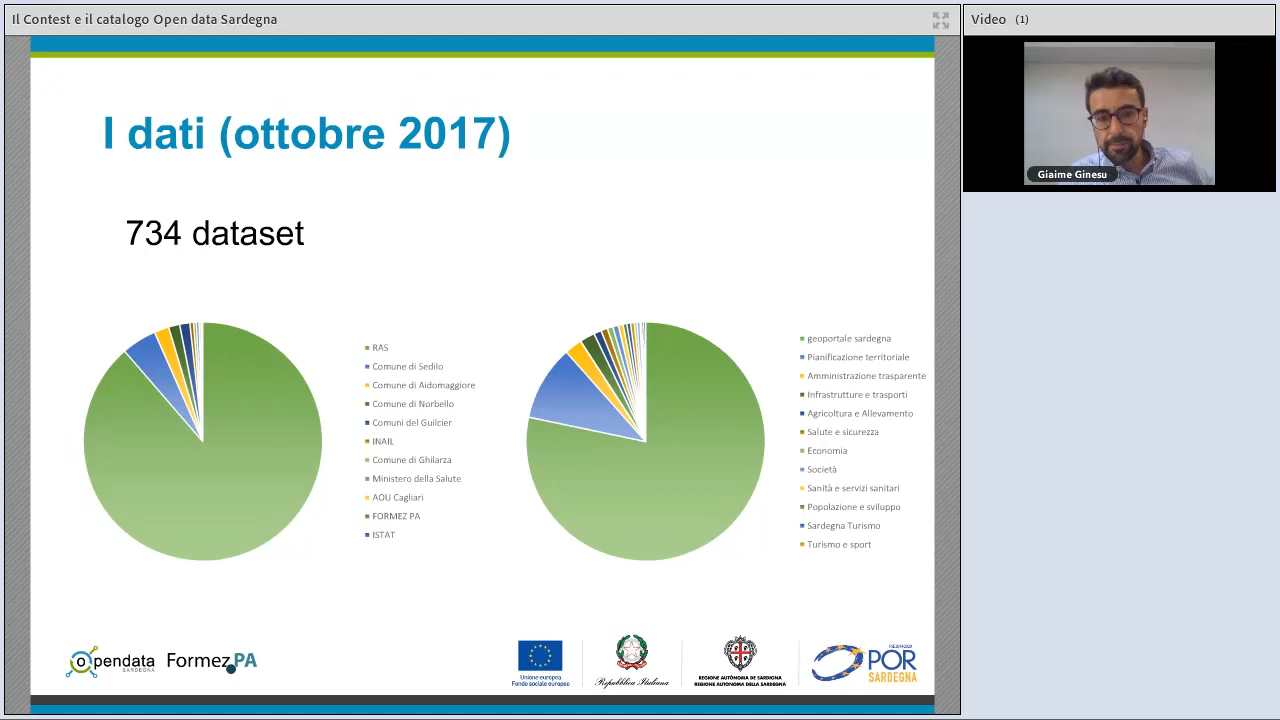 Il Contest e il catalogo Open data Sardegna
Video (1)
Giaime Ginesu
I dati (ottobre 2017)
734 dataset
RAS
Comune di Sedilo
Comune di Aidomaggiore
Comune di Norbello
Comuni del Guilcier
INAIL
Comune di Ghilarza
Ministero della Salute
AOU Cagliari
FORMEZ PA
ISTAT
geoportale sardegna
Pianificazione territoriale
Amministrazione trasparente
Infrastrutture e trasporti
Agricoltura e Allevamento
Salute e sicurezza
Economia
Società
Sanità e servizi sanitari
Popolazione e sviluppo
Sardegna Turismo
Turismo e sport
opendata
SARDEGNA
Formez PA
Unione europea
Fondo sociale europeo
Repubblica Italiana
REGIONE AUTÒNOMA DE SARDIGNA
REGIONE AUTONOMA DELLA SARDEGNA
POR
SARDEGNA